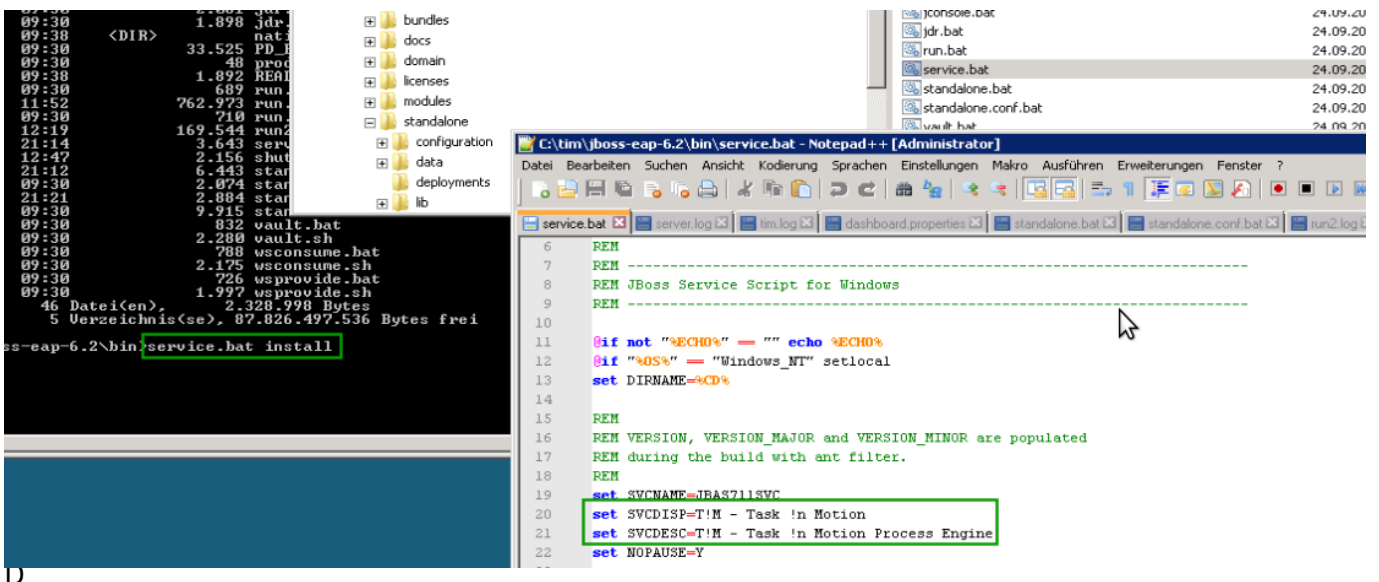 09:30 1.898 jdr.
09:38 <DIR> nati
09:30 33.525 PD_
09:30 48 prod
09:38 1.892 READ
09:30 689 run.
11:52 762.973 run.
09:30 710 run.
12:19 169.544 run2
21:14 3.643 serv
12:47 2.156 shut
21:12 6.443 stan
09:30 2.074 stan
21:21 2.884 stan
09:30 9.915 stan
09:30 832 vault.bat
09:30 2.280 vault.sh
09:30 788 wsconsume.bat
09:30 2.175 wsconsume.sh
09:30 726 wsprovide.bat
09:30 1.997 wsprovide.sh
46 Datei(en), 2.328.998 Bytes
5 Verzeichnis(se), 87.826.497.536 Bytes frei
ss-eap-6.2\bin>service.bat install
bundles
docs
domain
licenses
modules
standalone
configuration
data
deployments
lib
jconsole.bat 24.09.20
jdr.bat 24.09.20
run.bat 24.09.20
service.bat 24.09.20
standalone.bat 24.09.20
standalone.conf.bat 24.09.20
vault.bat 24.09.20
C:\tim\jboss-eap-6.2\bin\service.bat - Notepad++ [Administrator]
Datei Bearbeiten Suchen Ansicht Kodierung Sprachen Einstellungen Makro Ausführen Erweiterungen Fenster ?
service.bat server.log tim.log dashboard.properties standalone.bat standalone.conf.bat run2.log
6 REM
7 REM -------------------------------------------------------------------------
8 REM JBoss Service Script for Windows
9 REM -------------------------------------------------------------------------
10
11 @if not "%ECHO%" == "" echo %ECHO%
12 @if "%OS%" == "Windows_NT" setlocal
13 set DIRNAME=%CD%
14
15 REM
16 REM VERSION, VERSION_MAJOR and VERSION_MINOR are populated
17 REM during the build with ant filter.
18 REM
19 set SVCNAME=JBAS711SVC
20 set SVCDISP=T!M - Task !n Motion
21 set SVCDESC=T!M - Task !n Motion Process Engine
22 set NOPAUSE=Y
D